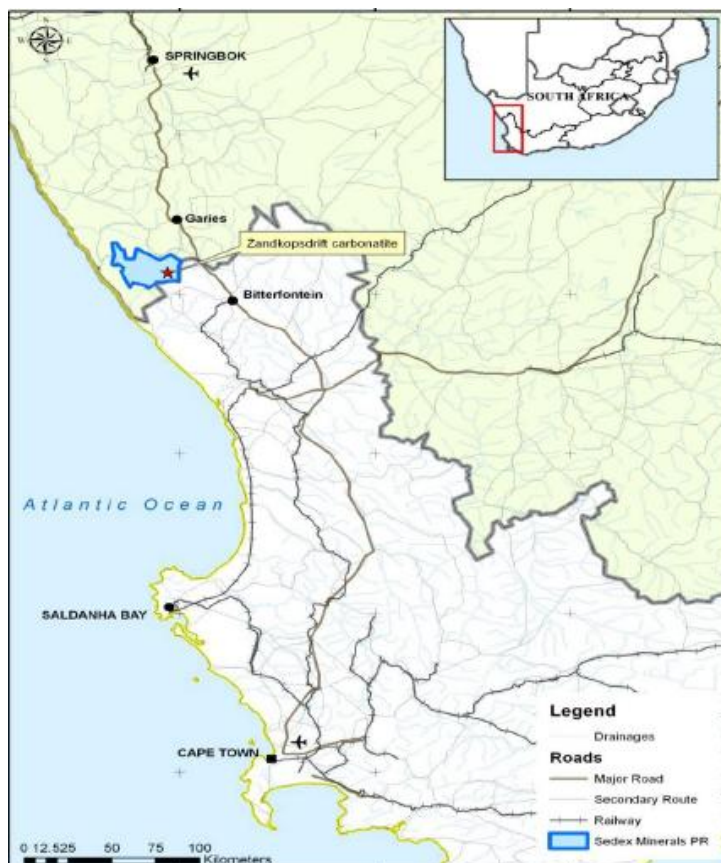 N
W
E
S
SPRINGBOK
SOUTH AFRICA
Garies
Zandkopsdrift carbonatite
Bitterfontein
Atlantic Ocean
SALDANHA BAY
CAPE TOWN
Legend
Drainages
Roads
Major Road
Secondary Route
Railway
Sedex Minerals PR
0 12.525 50 75 100
Kilometers